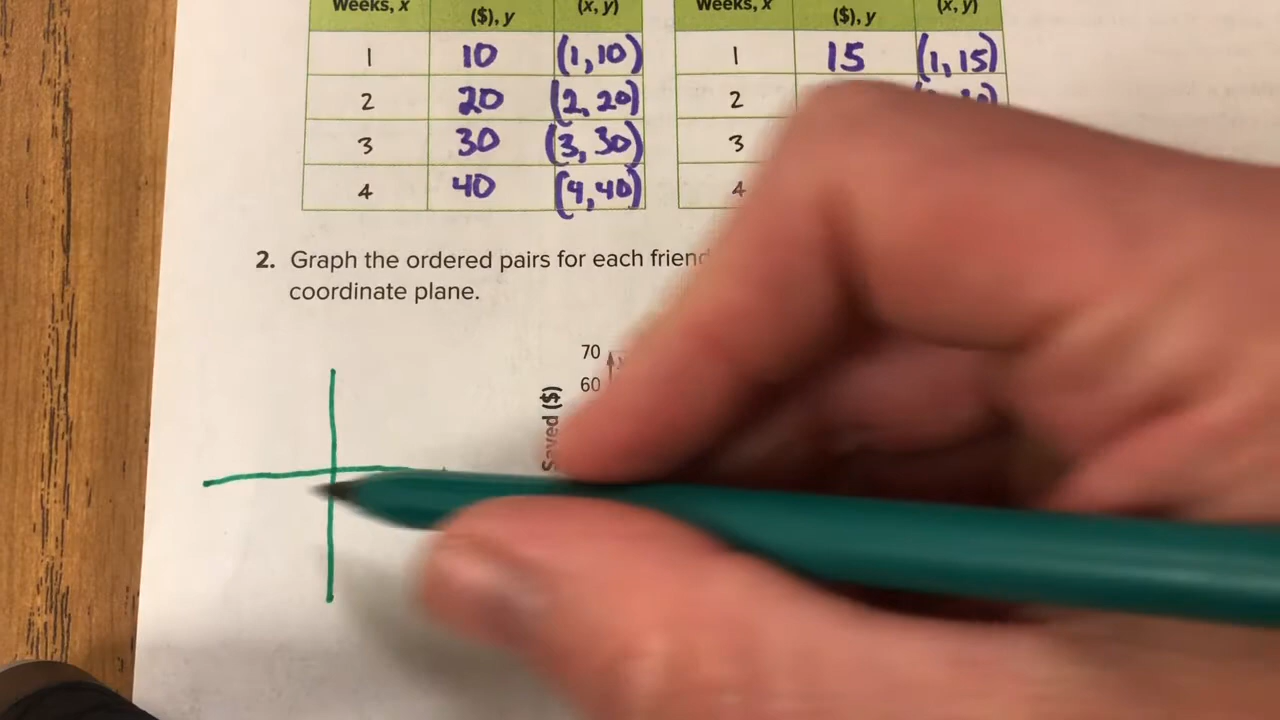 Weeks, x ($), y (x, y) Weeks, x ($), y (x, y)
1 10 (1, 10) 1 15 (1, 15)
2 20 (2, 20) 2
3 30 (3, 30) 3
4 40 (4, 40) 4
2. Graph the ordered pairs for each friend
coordinate plane.
70
60
Saved ($)